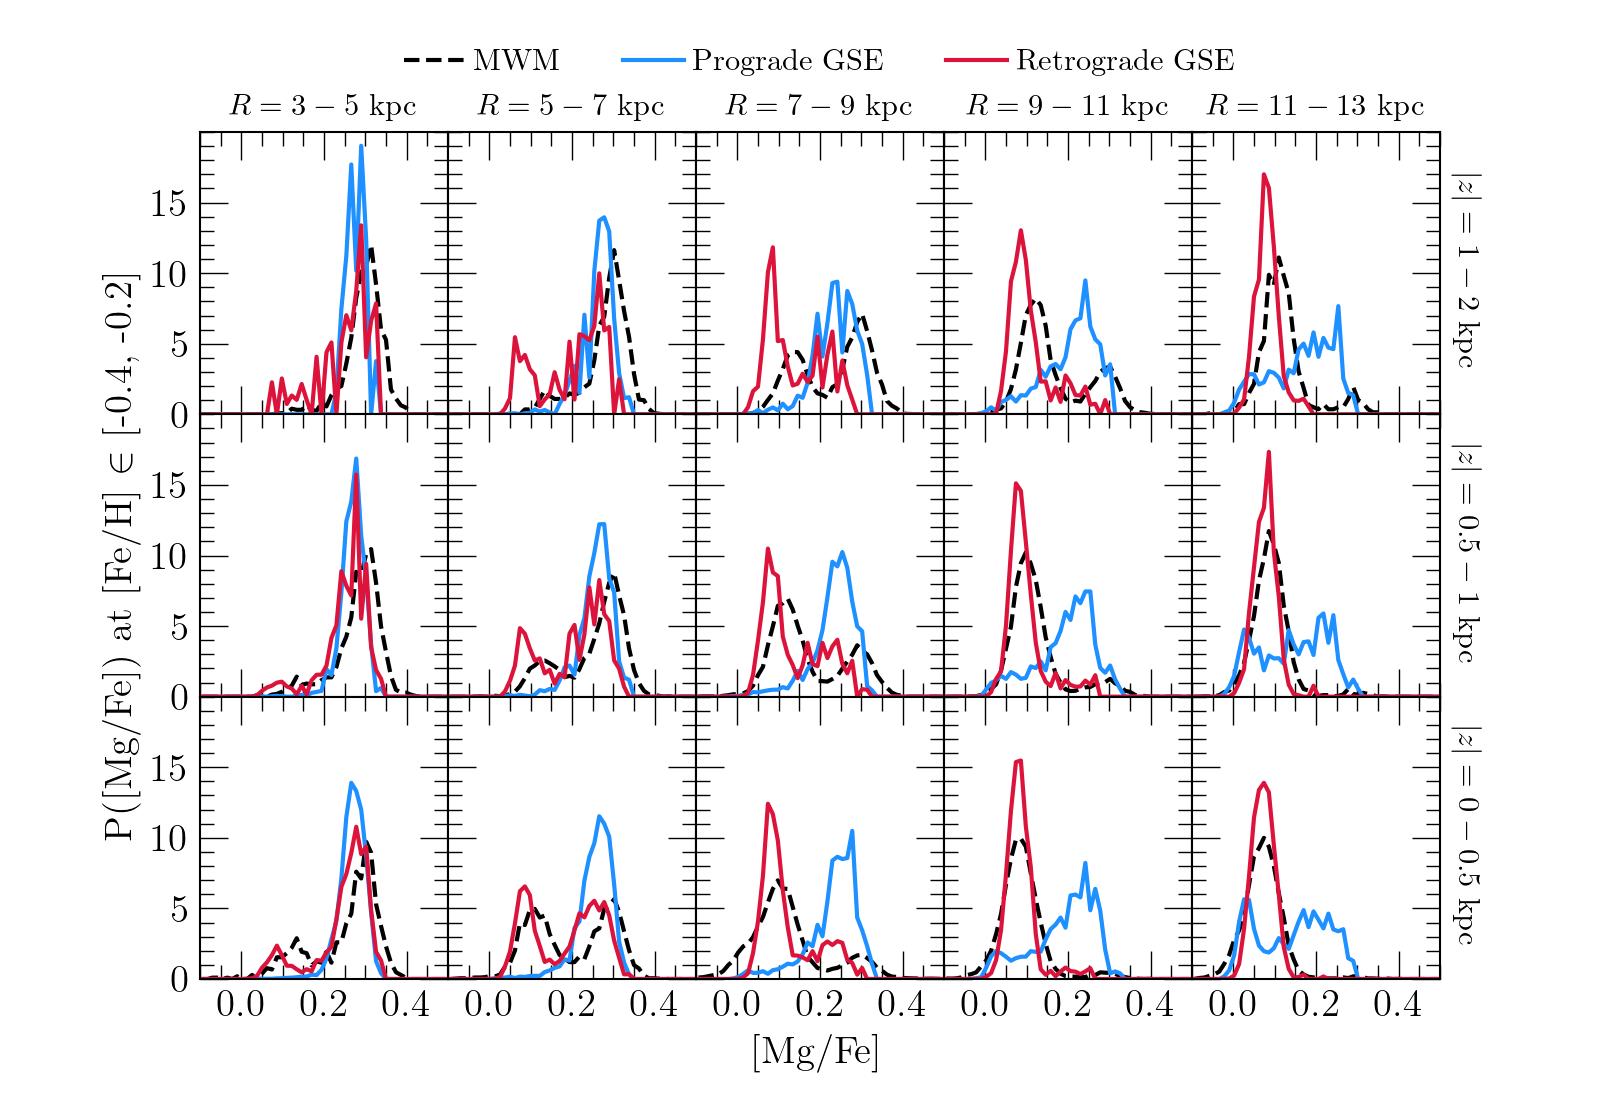 MWM Prograde GSE Retrograde GSE
R = 3 − 5 kpc R = 5 − 7 kpc R = 7 − 9 kpc R = 9 − 11 kpc R = 11 − 13 kpc
P([Mg/Fe]) at [Fe/H] ∈ [-0.4, -0.2]
15
10
5
0
|z| = 1 − 2 kpc
15
10
5
0
|z| = 0.5 − 1 kpc
15
10
5
0
|z| = 0 − 0.5 kpc
0.0 0.2 0.4 0.0 0.2 0.4 0.0 0.2 0.4 0.0 0.2 0.4 0.0 0.2 0.4
[Mg/Fe]